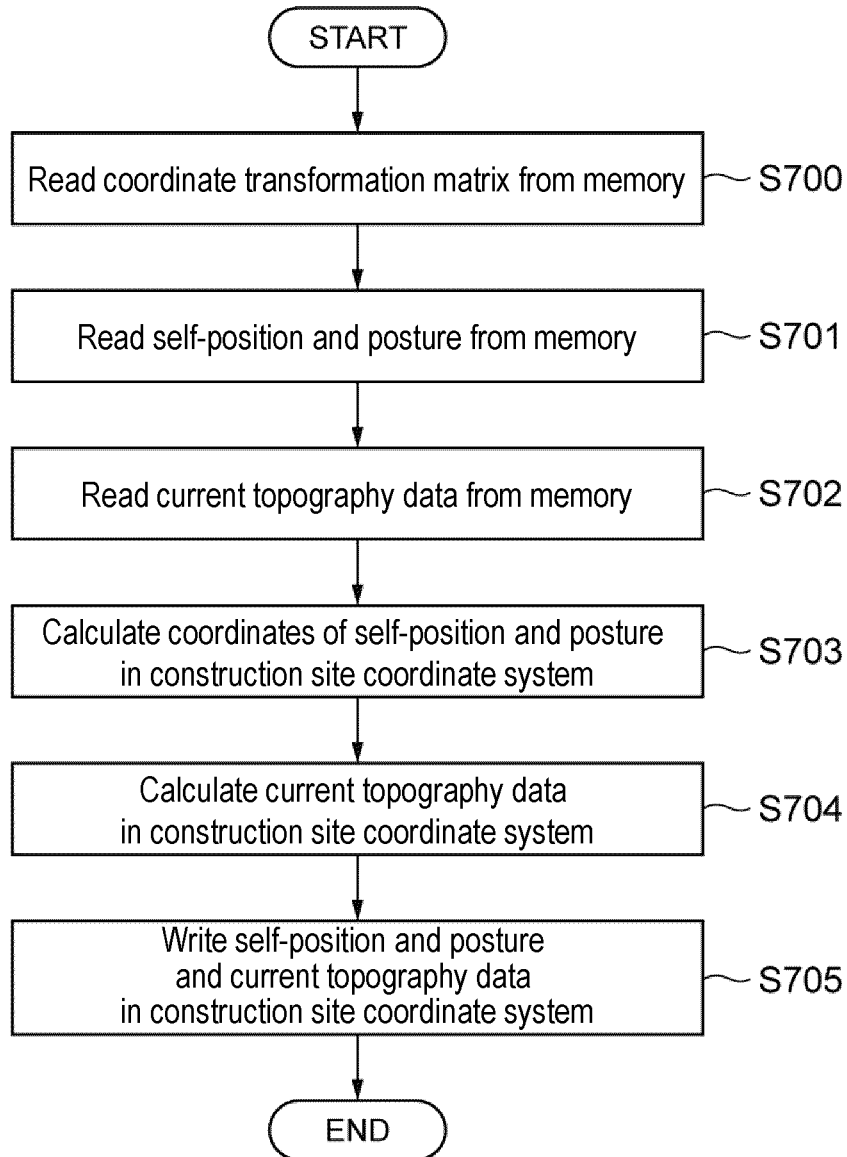 START
Read coordinate transformation matrix from memory
S700
Read self-position and posture from memory
S701
Read current topography data from memory
S702
Calculate coordinates of self-position and posture
in construction site coordinate system
S703
Calculate current topography data
in construction site coordinate system
S704
Write self-position and posture
and current topography data
in construction site coordinate system
S705
END